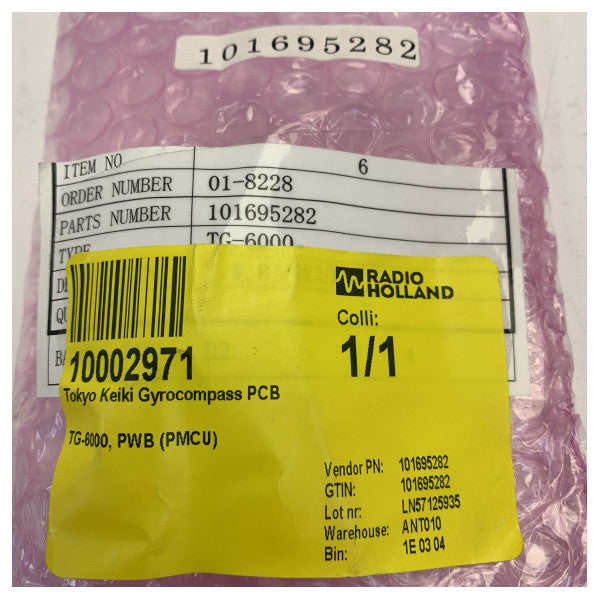 101695282
ITEM NO 6
ORDER NUMBER 01-8228
PARTS NUMBER 101695282
TYPE TG-6000
RADIO
HOLLAND
Colli:
1/1
10002971
Tokyo Keiki Gyrocompass PCB
TG-6000, PWB (PMCU)
Vendor PN: 101695282
GTIN: 101695282
Lot nr: LN57125935
Warehouse: ANT010
Bin: 1E 03 04